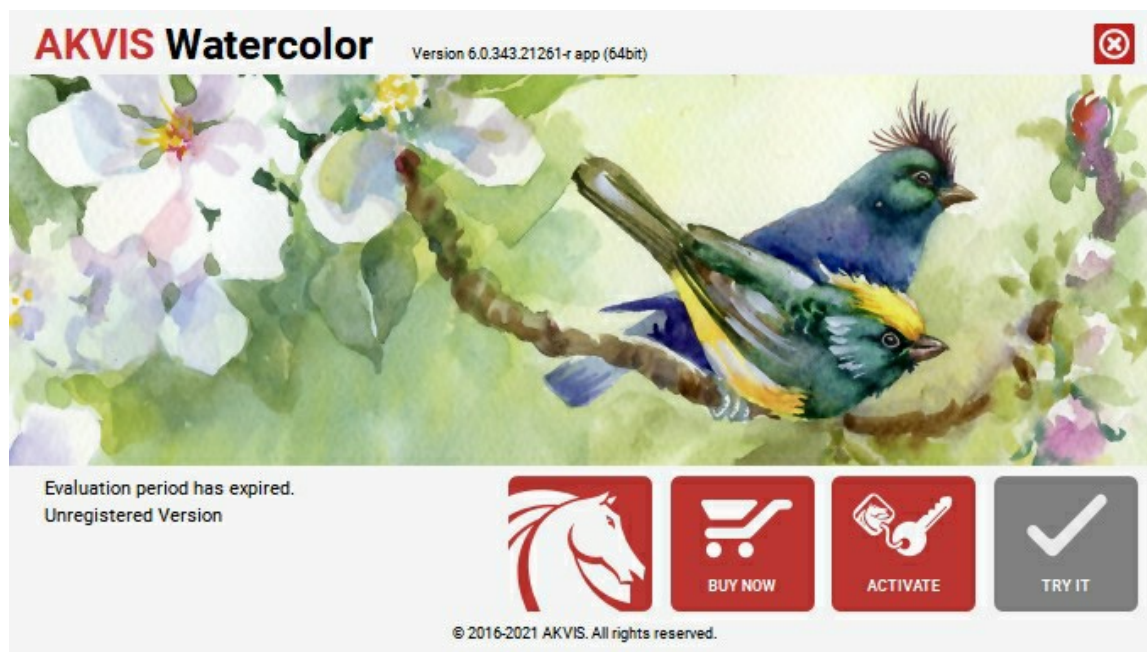 AKVIS Watercolor Version 6.0.343.21261-r app (64bit)
Evaluation period has expired.
Unregistered Version
BUY NOW
ACTIVATE
TRY IT
© 2016-2021 AKVIS. All rights reserved.